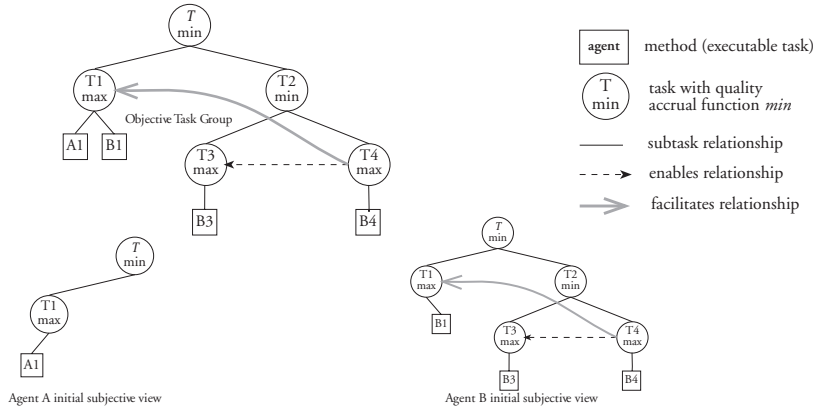 T
min
T1
max
T2
min
Objective Task Group
A1
B1
T3
max
T4
max
B3
B4
agent
method (executable task)
T
min
task with quality
accrual function min
subtask relationship
enables relationship
facilitates relationship
T
min
T1
max
A1
Agent A initial subjective view
T
min
T1
max
T2
min
B1
T3
max
T4
max
B3
B4
Agent B initial subjective view